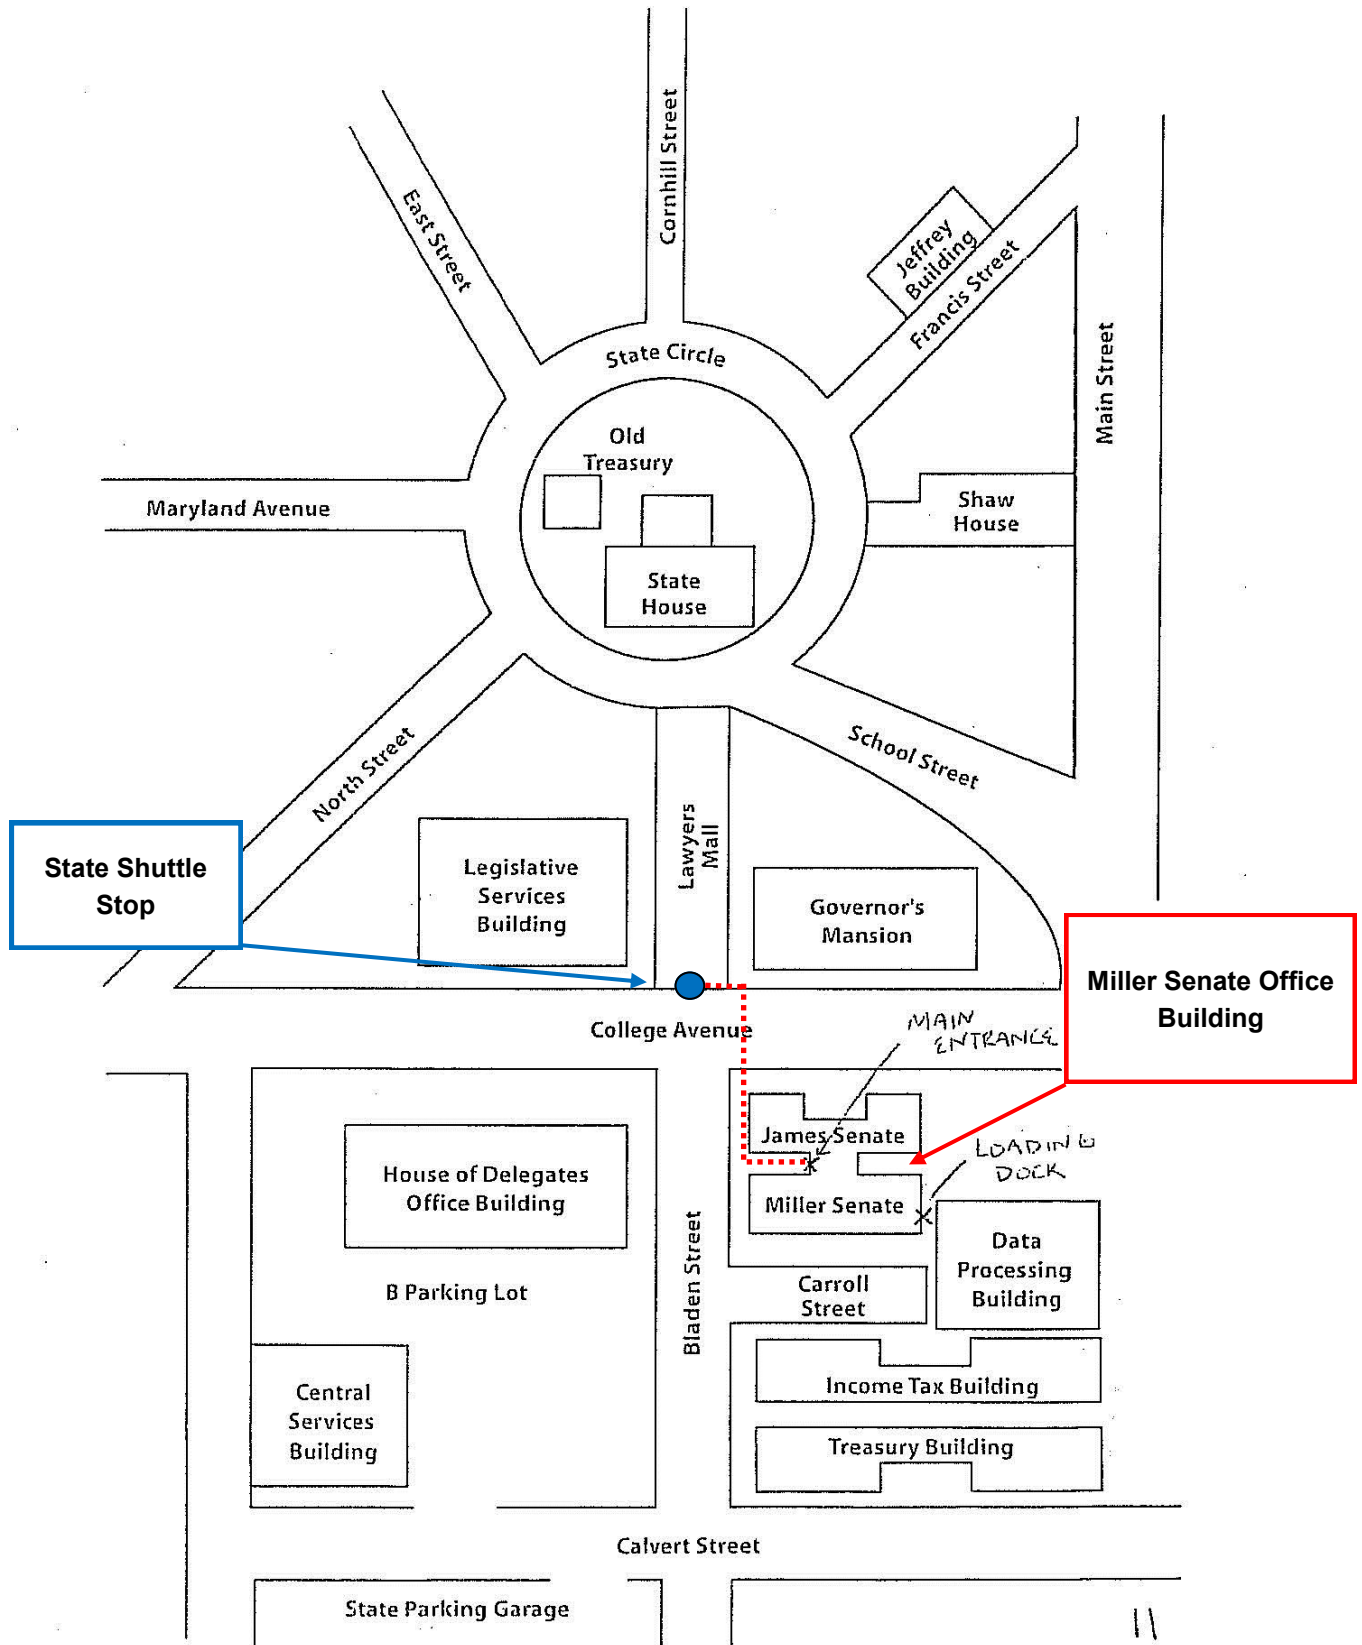 Cornhill Street
East Street
Jeffrey
Building
Francis Street
Main Street
State Circle
Old
Treasury
Maryland Avenue
Shaw
House
State
House
North Street
School Street
Lawyers
Mall
State Shuttle
Stop
Legislative
Services
Building
Governor's
Mansion
Miller Senate Office
Building
College Avenue
MAIN
ENTRANCE
James Senate
LOADING
DOCK
House of Delegates
Office Building
Miller Senate
Data
Processing
Building
Bladen Street
B Parking Lot
Carroll
Street
Central
Services
Building
Income Tax Building
Treasury Building
Calvert Street
State Parking Garage
11